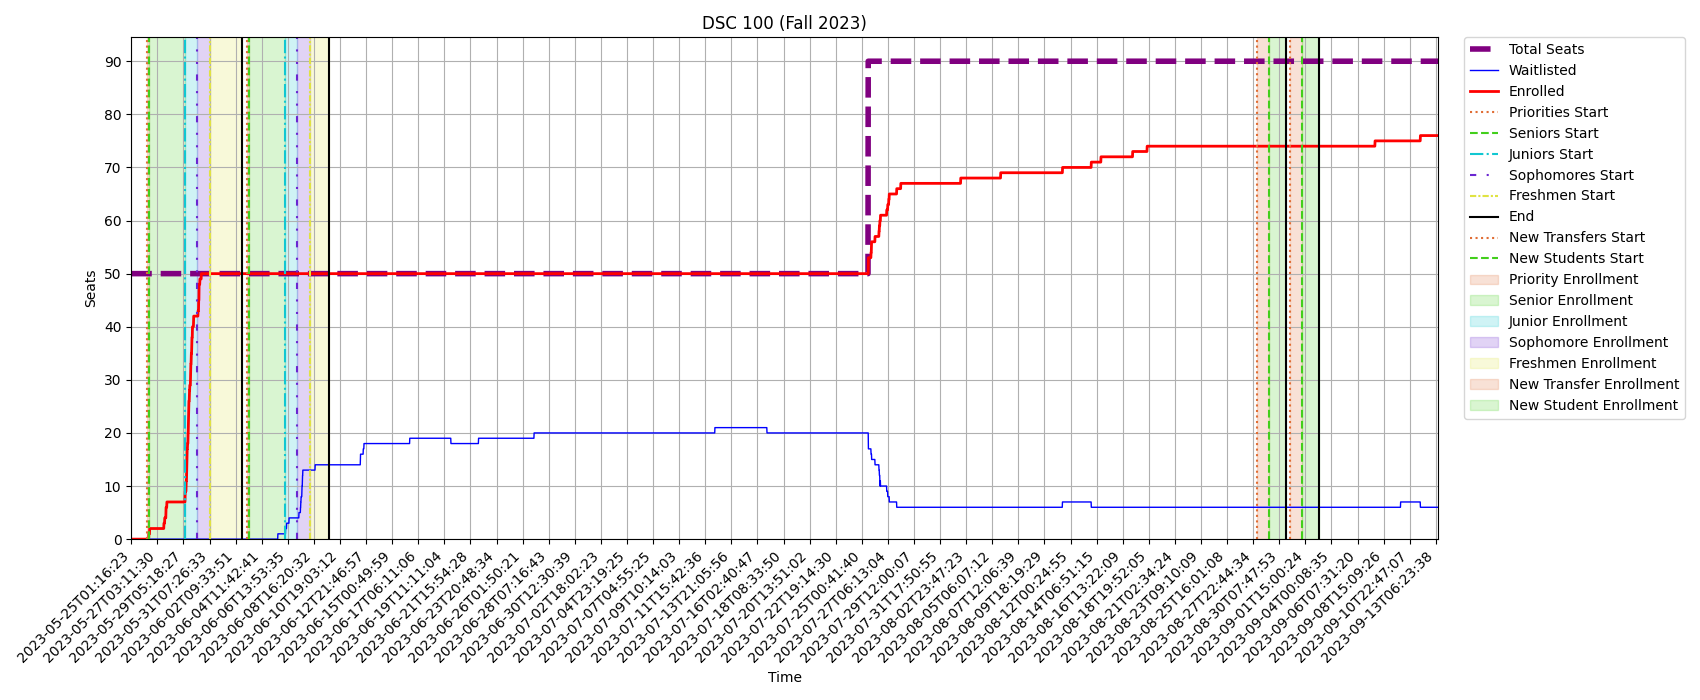 DSC 100 (Fall 2023)
Seats
90
80
70
60
50
40
30
20
10
0
2023-05-25T01:16:23
2023-05-27T03:11:30
2023-05-29T05:18:27
2023-05-31T07:26:33
2023-06-02T09:33:51
2023-06-04T11:42:41
2023-06-06T13:53:35
2023-06-08T16:20:32
2023-06-10T19:03:12
2023-06-12T21:46:57
2023-06-15T00:49:59
2023-06-17T06:11:06
2023-06-19T11:11:04
2023-06-21T15:54:28
2023-06-23T20:48:34
2023-06-26T01:50:21
2023-06-28T07:16:43
2023-06-30T12:30:39
2023-07-02T18:02:23
2023-07-04T23:19:25
2023-07-07T04:55:25
2023-07-09T10:14:03
2023-07-11T15:42:36
2023-07-13T21:05:56
2023-07-16T02:40:47
2023-07-18T08:33:50
2023-07-20T13:51:02
2023-07-22T19:14:30
2023-07-25T00:41:40
2023-07-27T06:13:04
2023-07-29T12:00:07
2023-07-31T17:50:55
2023-08-02T23:47:23
2023-08-05T06:07:12
2023-08-07T12:06:39
2023-08-09T18:19:29
2023-08-12T00:24:55
2023-08-14T06:51:15
2023-08-16T13:22:09
2023-08-18T19:52:05
2023-08-21T02:34:24
2023-08-23T09:10:09
2023-08-25T16:01:08
2023-08-27T22:44:34
2023-08-30T07:47:53
2023-09-01T15:00:24
2023-09-04T00:08:35
2023-09-06T07:31:20
2023-09-08T15:09:26
2023-09-10T22:47:07
2023-09-13T06:23:38
Time
Total Seats
Waitlisted
Enrolled
Priorities Start
Seniors Start
Juniors Start
Sophomores Start
Freshmen Start
End
New Transfers Start
New Students Start
Priority Enrollment
Senior Enrollment
Junior Enrollment
Sophomore Enrollment
Freshmen Enrollment
New Transfer Enrollment
New Student Enrollment